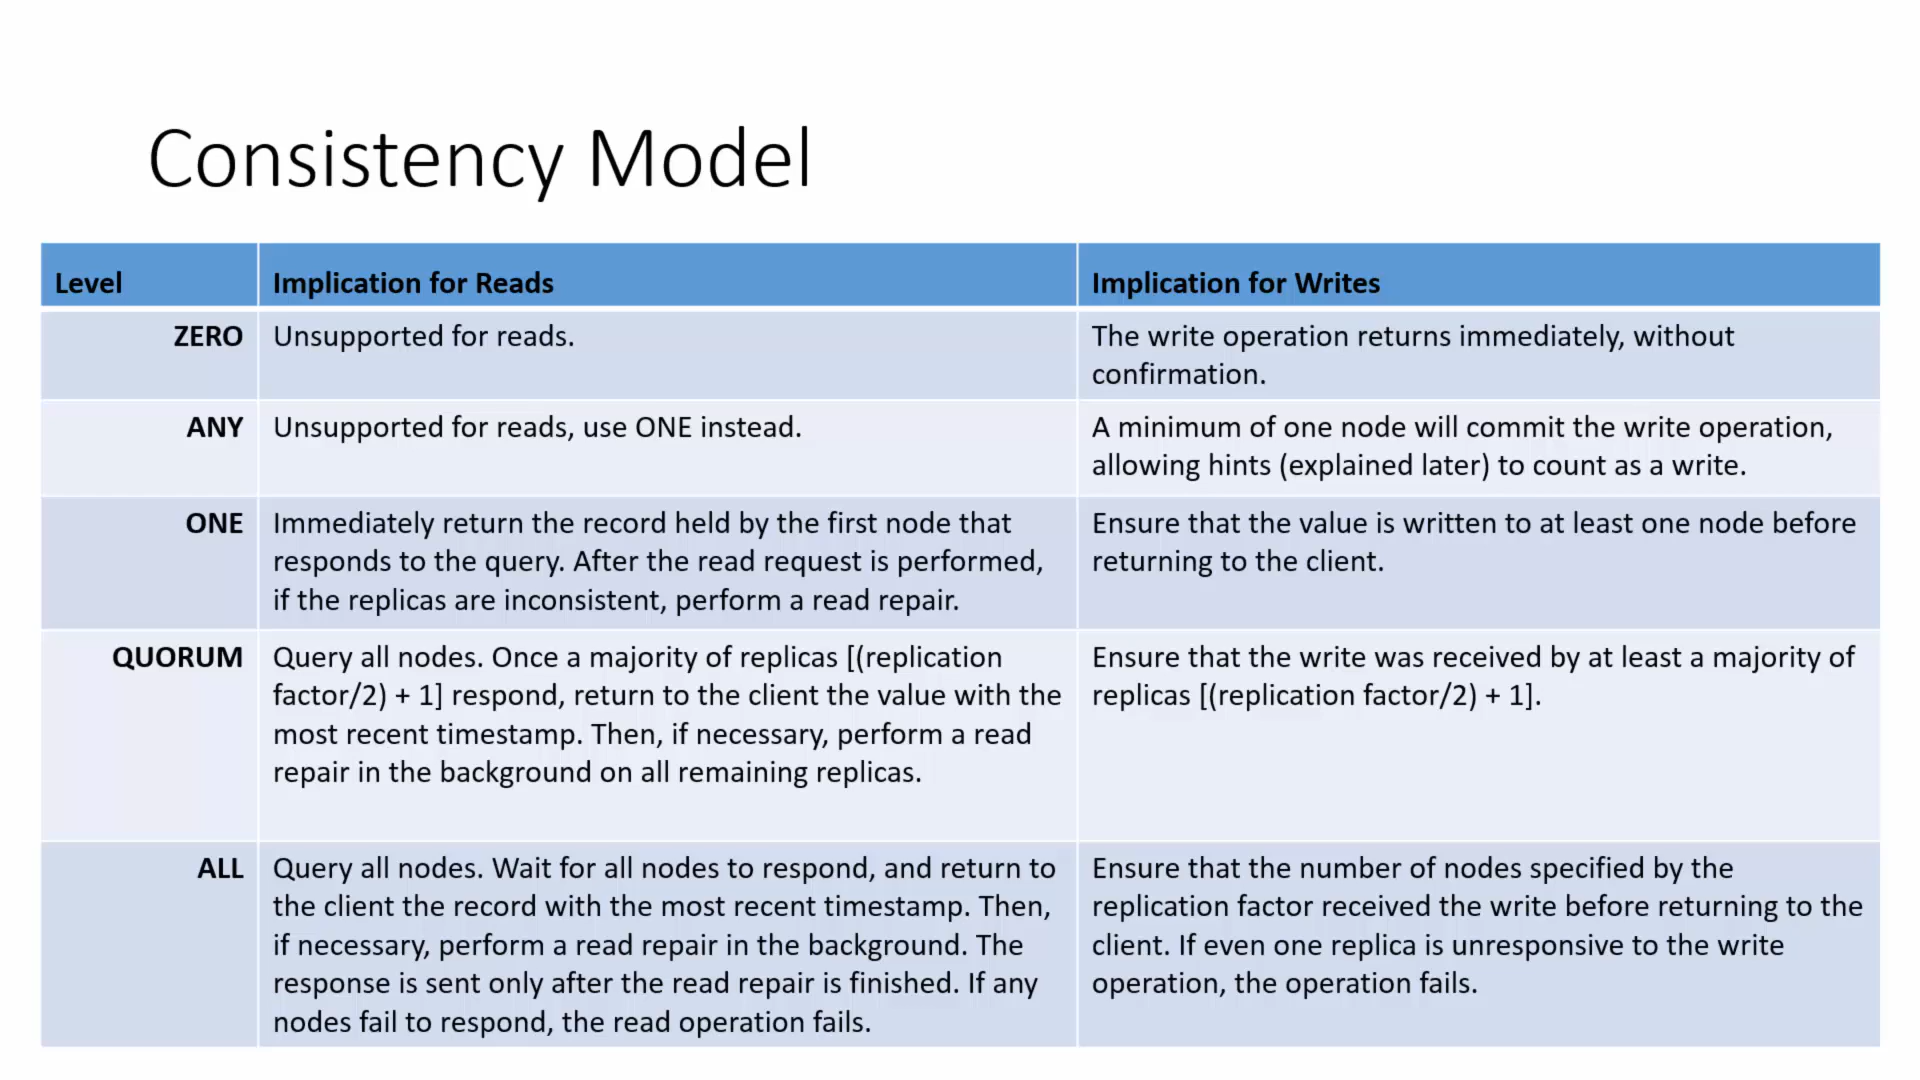 Consistency Model
Level
Implication for Reads
Implication for Writes
ZERO
Unsupported for reads.
The write operation returns immediately, without
confirmation.
ANY
Unsupported for reads, use ONE instead.
A minimum of one node will commit the write operation,
allowing hints (explained later) to count as a write.
ONE
Immediately return the record held by the first node that
responds to the query. After the read request is performed,
if the replicas are inconsistent, perform a read repair.
Ensure that the value is written to at least one node before
returning to the client.
QUORUM
Query all nodes. Once a majority of replicas [(replication
factor/2) + 1] respond, return to the client the value with the
most recent timestamp. Then, if necessary, perform a read
repair in the background on all remaining replicas.
Ensure that the write was received by at least a majority of
replicas [(replication factor/2) + 1].
ALL
Query all nodes. Wait for all nodes to respond, and return to
the client the record with the most recent timestamp. Then,
if necessary, perform a read repair in the background. The
response is sent only after the read repair is finished. If any
nodes fail to respond, the read operation fails.
Ensure that the number of nodes specified by the
replication factor received the write before returning to the
client. If even one replica is unresponsive to the write
operation, the operation fails.